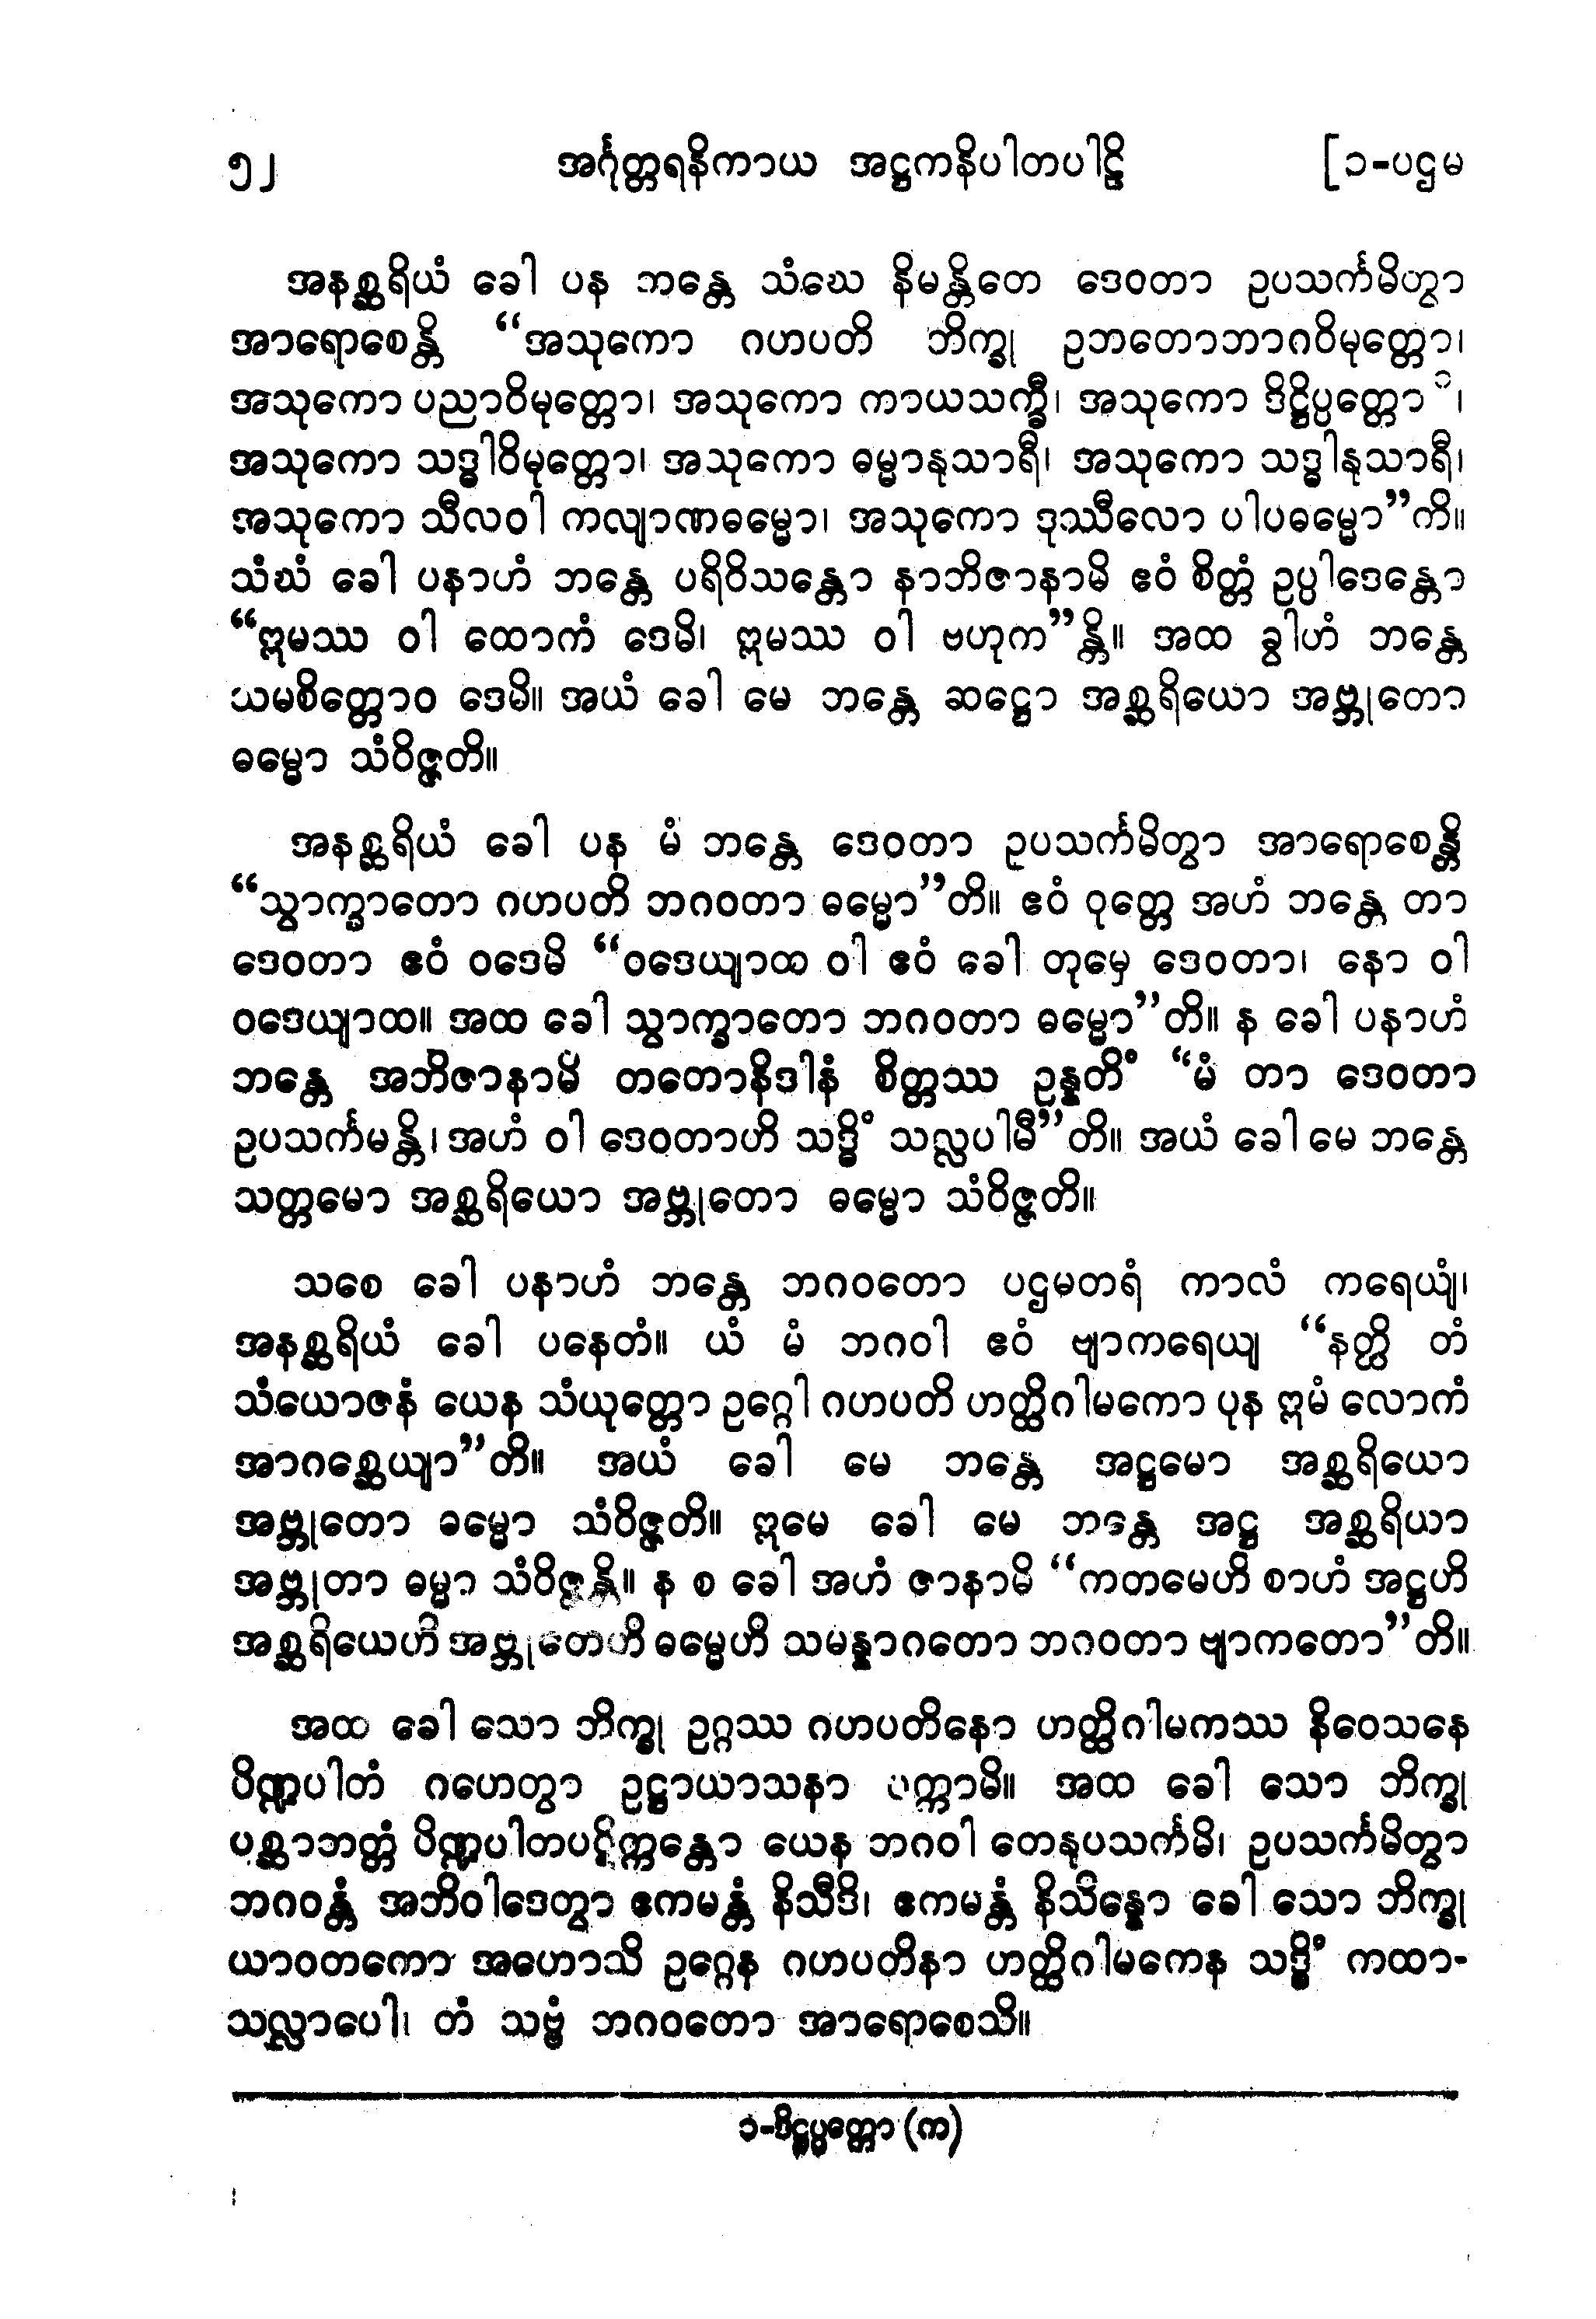 ၅၂ အင်္ဂုတ္တရနိကာယ အဋ္ဌကနိပါတပါဠိ [၁-ပဌမ
အနစ္ဆရိယံ ခေါ ပန ဘန္တေ သံဃေ နိမန္တိတေ ဒေဝတာ ဥပသင်္ကမိတွာ
အာရောစေန္တိ “အသုကော ဂဟပတိ ဘိက္ခု ဥဘတောဘာဂဝိမုတ္တော၊
အသုကော ပညာဝိမုတ္တော၊ အသုကော ကာယသက္ခီ၊ အသုကော ဒိဋ္ဌိပ္ပတ္တော ၁၊
အသုကော သဒ္ဓါဝိမုတ္တော၊ အသုကော ဓမ္မာနုသာရီ၊ အသုကော သဒ္ဓါနုသာရီ၊
အသုကော သီလဝါ ကလျာဏဓမ္မော၊ အသုကော ဒုဿီလော ပါပဓမ္မော”တိ။
သံဃံ ခေါ ပနာဟံ ဘန္တေ ပရိဝိသန္တော နာဘိဇာနာမိ ဧဝံ စိတ္တံ ဥပ္ပါဒေန္တော
“ဣမဿ ဝါ ထောကံ ဒေမိ၊ ဣမဿ ဝါ ဗဟုက”န္တိ။ အထ ခွါဟံ ဘန္တေ
သမစိတ္တောဝ ဒေမိ။ အယံ ခေါ မေ ဘန္တေ ဆဋ္ဌော အစ္ဆရိယော အဗ္ဘုတော
ဓမ္မော သံဝိဇ္ဇတိ။
အနစ္ဆရိယံ ခေါ ပန မံ ဘန္တေ ဒေဝတာ ဥပသင်္ကမိတွာ အာရောစေန္တိ
“သွာက္ခာတော ဂဟပတိ ဘဂဝတာ ဓမ္မော”တိ။ ဧဝံ ဝုတ္တေ အဟံ ဘန္တေ တာ
ဒေဝတာ ဧဝံ ဝဒေမိ “ဝဒေယျာထ ဝါ ဧဝံ ခေါ တုမှေ ဒေဝတာ၊ နော ဝါ
ဝဒေယျာထ။ အထ ခေါ သွာက္ခာတော ဘဂဝတာ ဓမ္မော”တိ။ န ခေါ ပနာဟံ
ဘန္တေ အဘိဇာနာမိ တတောနိဒါနံ စိတ္တဿ ဥန္နတိံ “မံ တာ ဒေဝတာ
ဥပသင်္ကမန္တိ၊ အဟံ ဝါ ဒေဝတာဟိ သဒ္ဓိံ သလ္လပါမီ”တိ။ အယံ ခေါ မေ ဘန္တေ
သတ္တမော အစ္ဆရိယော အဗ္ဘုတော ဓမ္မော သံဝိဇ္ဇတိ။
သစေ ခေါ ပနာဟံ ဘန္တေ ဘဂဝတော ပဌမတရံ ကာလံ ကရေယျံ၊
အနစ္ဆရိယံ ခေါ ပနေတံ။ ယံ မံ ဘဂဝါ ဧဝံ ဗျာကရေယျ “နတ္ထိ တံ
သံယောဇနံ ယေန သံယုတ္တော ဥဂ္ဂေါ ဂဟပတိ ဟတ္ထိဂါမကော ပုန ဣမံ လောကံ
အာဂစ္ဆေယျာ”တိ။ အယံ ခေါ မေ ဘန္တေ အဋ္ဌမော အစ္ဆရိယော
အဗ္ဘုတော ဓမ္မော သံဝိဇ္ဇတိ။ ဣမေ ခေါ မေ ဘန္တေ အဋ္ဌ အစ္ဆရိယာ
အဗ္ဘုတာ ဓမ္မာ သံဝိဇ္ဇန္တိ။ န စ ခေါ အဟံ ဇာနာမိ “ကတမေဟိ စာဟံ အဋ္ဌဟိ
အစ္ဆရိယေဟိ အဗ္ဘုတေဟိ ဓမ္မေဟိ သမန္နာဂတော ဘဂဝတာ ဗျာကတော”တိ။
အထ ခေါ သော ဘိက္ခု ဥဂ္ဂဿ ဂဟပတိနော ဟတ္ထိဂါမကဿ နိဝေသနေ
ပိဏ္ဍပါတံ ဂဟေတွာ ဥဋ္ဌာယာသနာ ပက္ကာမိ။ အထ ခေါ သော ဘိက္ခု
ပစ္ဆာဘတ္တံ ပိဏ္ဍပါတပဋိက္ကန္တော ယေန ဘဂဝါ တေနုပသင်္ကမိ၊ ဥပသင်္ကမိတွာ
ဘဂဝန္တံ အဘိဝါဒေတွာ ဧကမန္တံ နိသီဒိ၊ ဧကမန္တံ နိသိန္နော ခေါ သော ဘိက္ခု
ယာဝတကော အဟောသိ ဥဂ္ဂေန ဂဟပတိနာ ဟတ္ထိဂါမကေန သဒ္ဓိံ ကထာ-
သလ္လာပေါ၊ တံ သဗ္ဗံ ဘဂဝတော အာရောစေသိ။
၁-ဒိဋ္ဌပ္ပတ္တော (က)